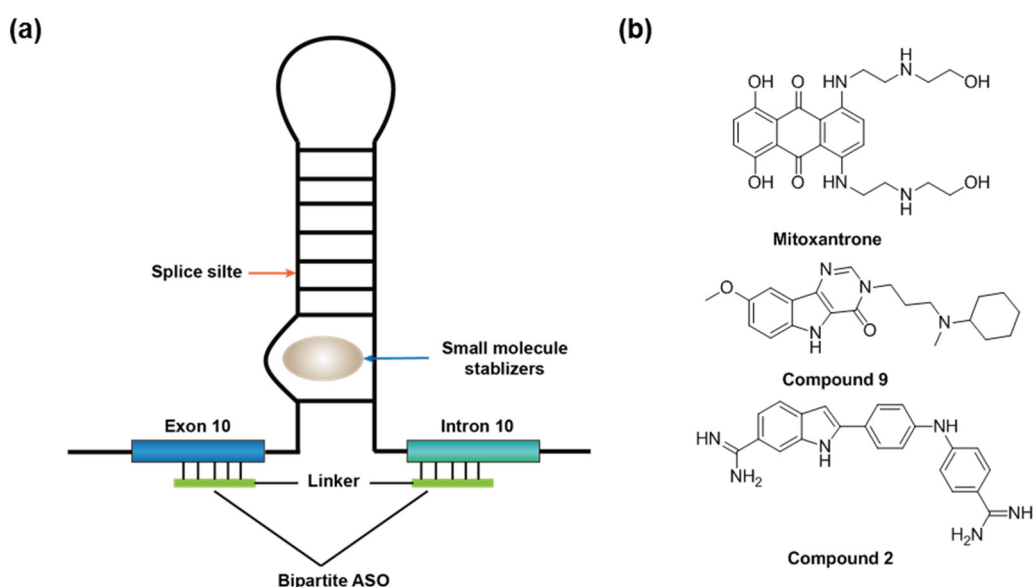 (a)
Splice silte
Small molecule
stablizers
Exon 10
Intron 10
Linker
Bipartite ASO
(b)
OH
O
HN
H
N
OH
OH
O
HN
N
H
OH
Mitoxantrone
O
N
N
N
H
O
N
Compound 9
HN
NH2
N
H
H
N
NH
H2N
Compound 2